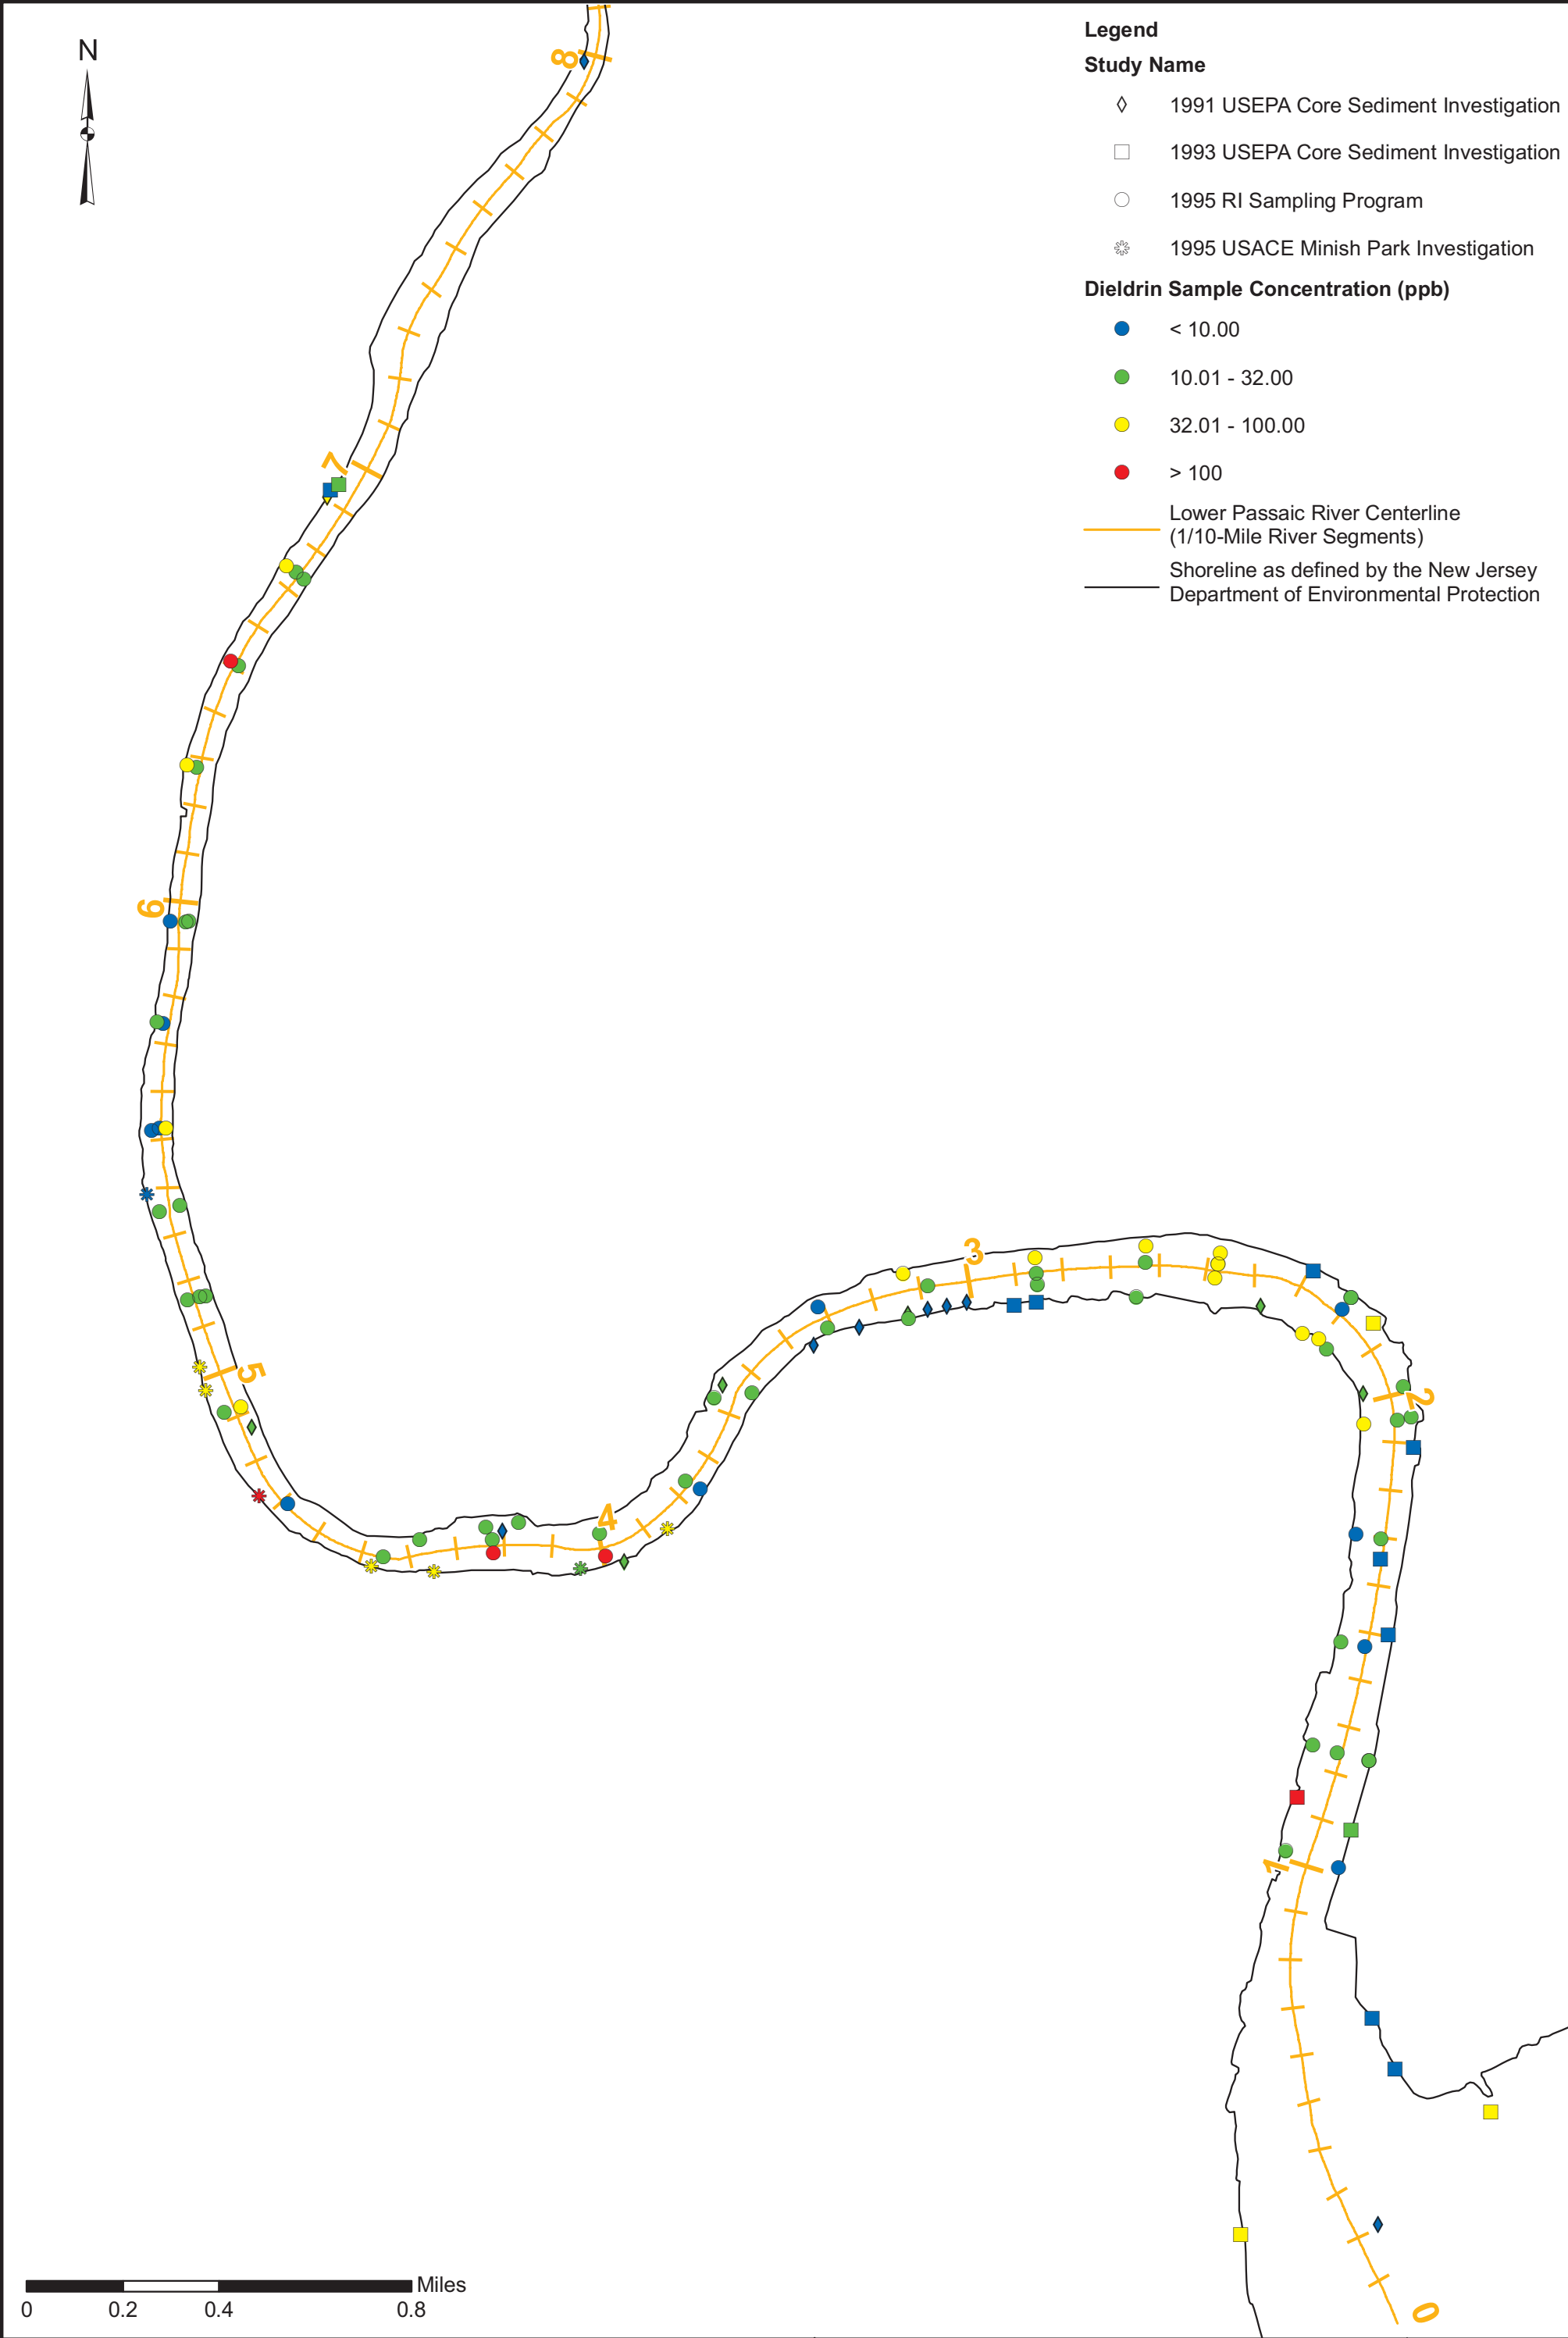 N
Legend
Study Name
1991 USEPA Core Sediment Investigation
1993 USEPA Core Sediment Investigation
1995 RI Sampling Program
1995 USACE Minish Park Investigation
Dieldrin Sample Concentration (ppb)
< 10.00
10.01 - 32.00
32.01 - 100.00
> 100
Lower Passaic River Centerline
(1/10-Mile River Segments)
Shoreline as defined by the New Jersey
Department of Environmental Protection
8
7
6
5
4
3
2
1
0
Miles
0 0.2 0.4 0.8